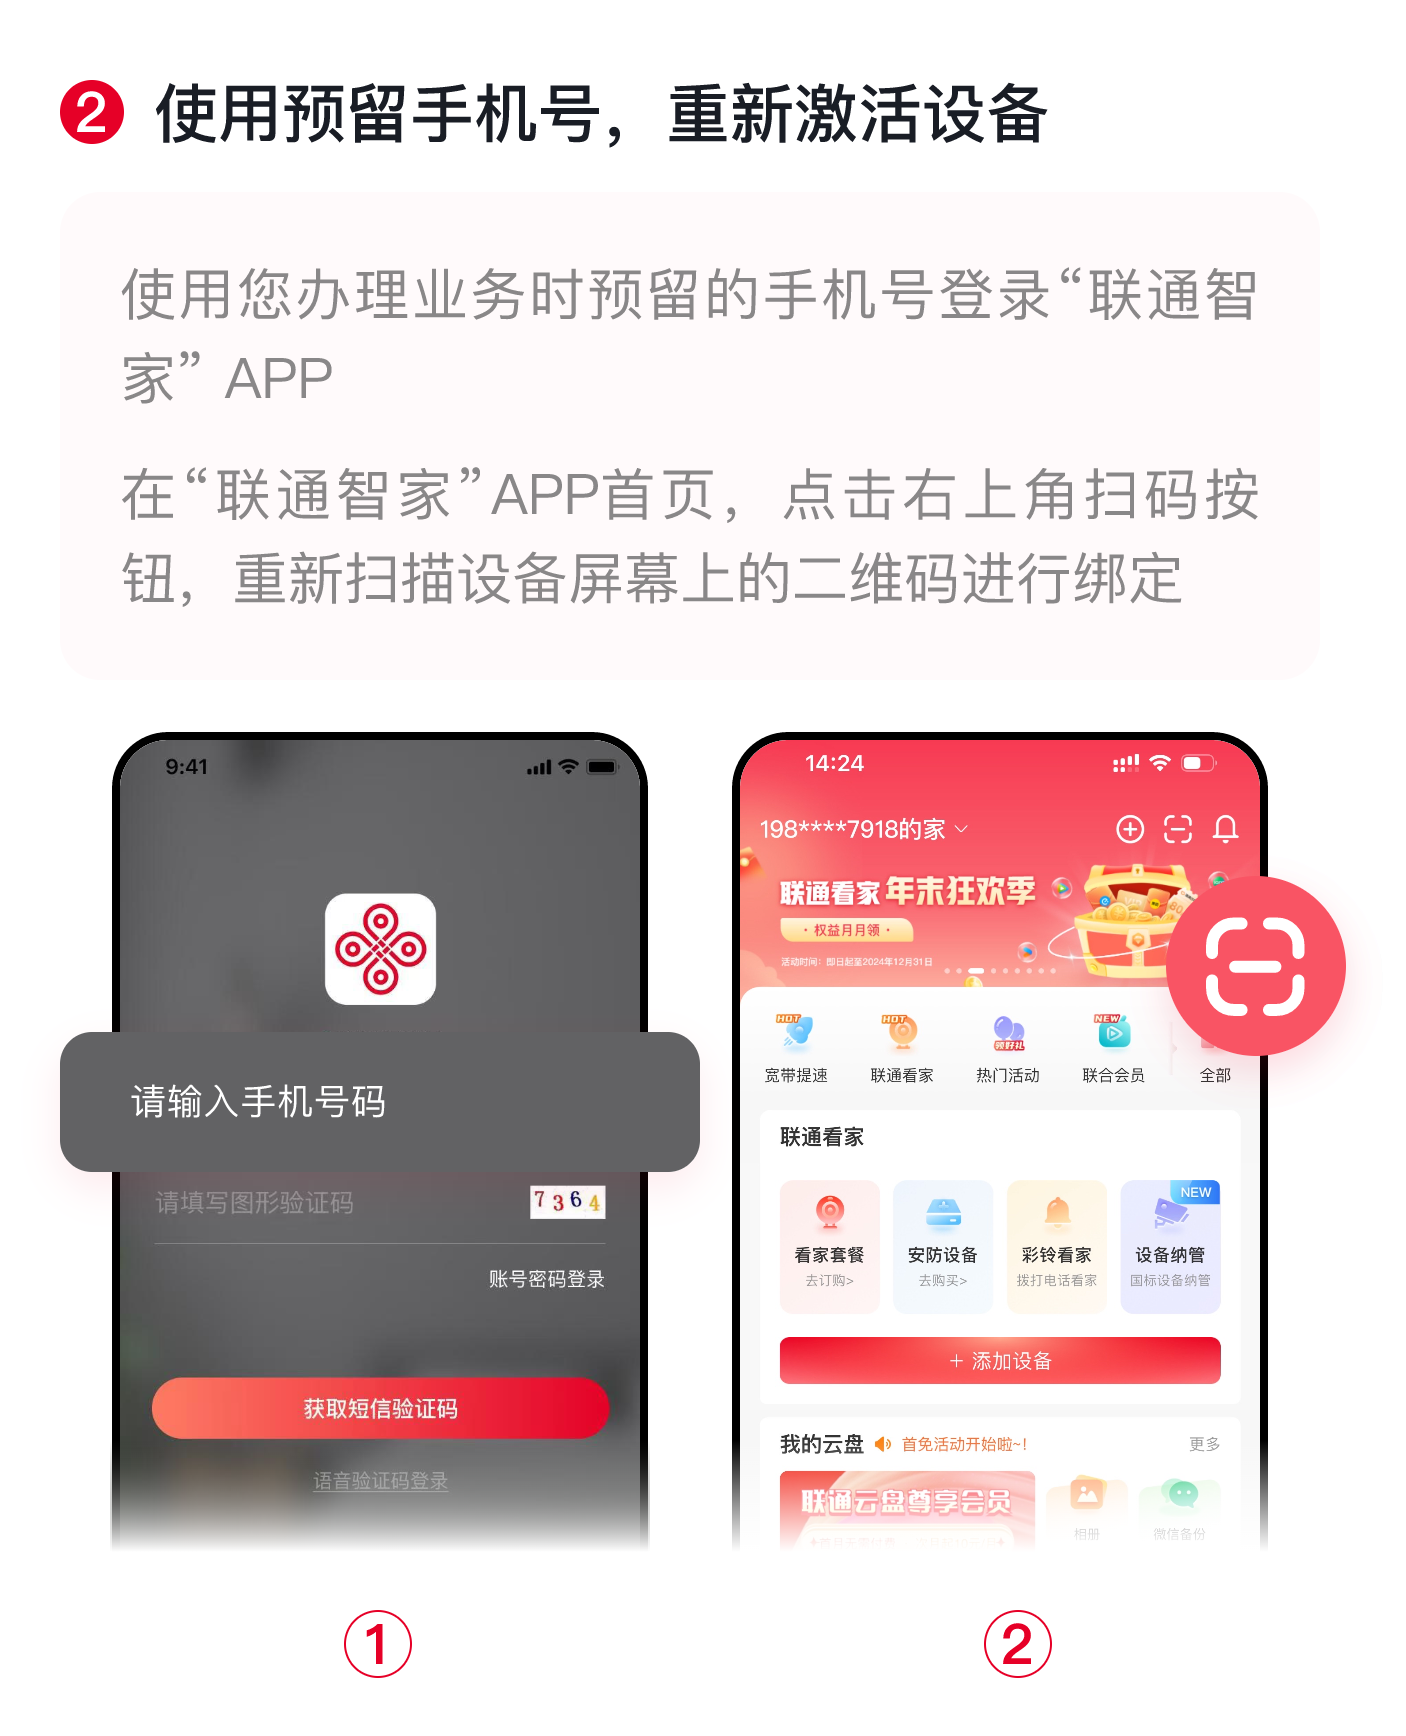 2 使用预留手机号，重新激活设备
使用您办理业务时预留的手机号登录“联通智
家” APP
在“联通智家”APP首页，点击右上角扫码按
钮，重新扫描设备屏幕上的二维码进行绑定
9:41
请输入手机号码
请填写图形验证码
7364
账号密码登录
获取短信验证码
语音验证码登录
①
14:24
198****7918的家
联通看家 年末狂欢季
· 权益月月领 ·
活动时间：即日起至2024年12月31日
HOT HOT 领好礼 NEW
宽带提速 联通看家 热门活动 联合会员 全部
联通看家
NEW
看家套餐 安防设备 彩铃看家 设备纳管
去订购> 去购买> 拨打电话看家 国标设备纳管
+ 添加设备
我的云盘 首免活动开始啦~！ 更多
联通云盘尊享会员
相册 微信备份
②